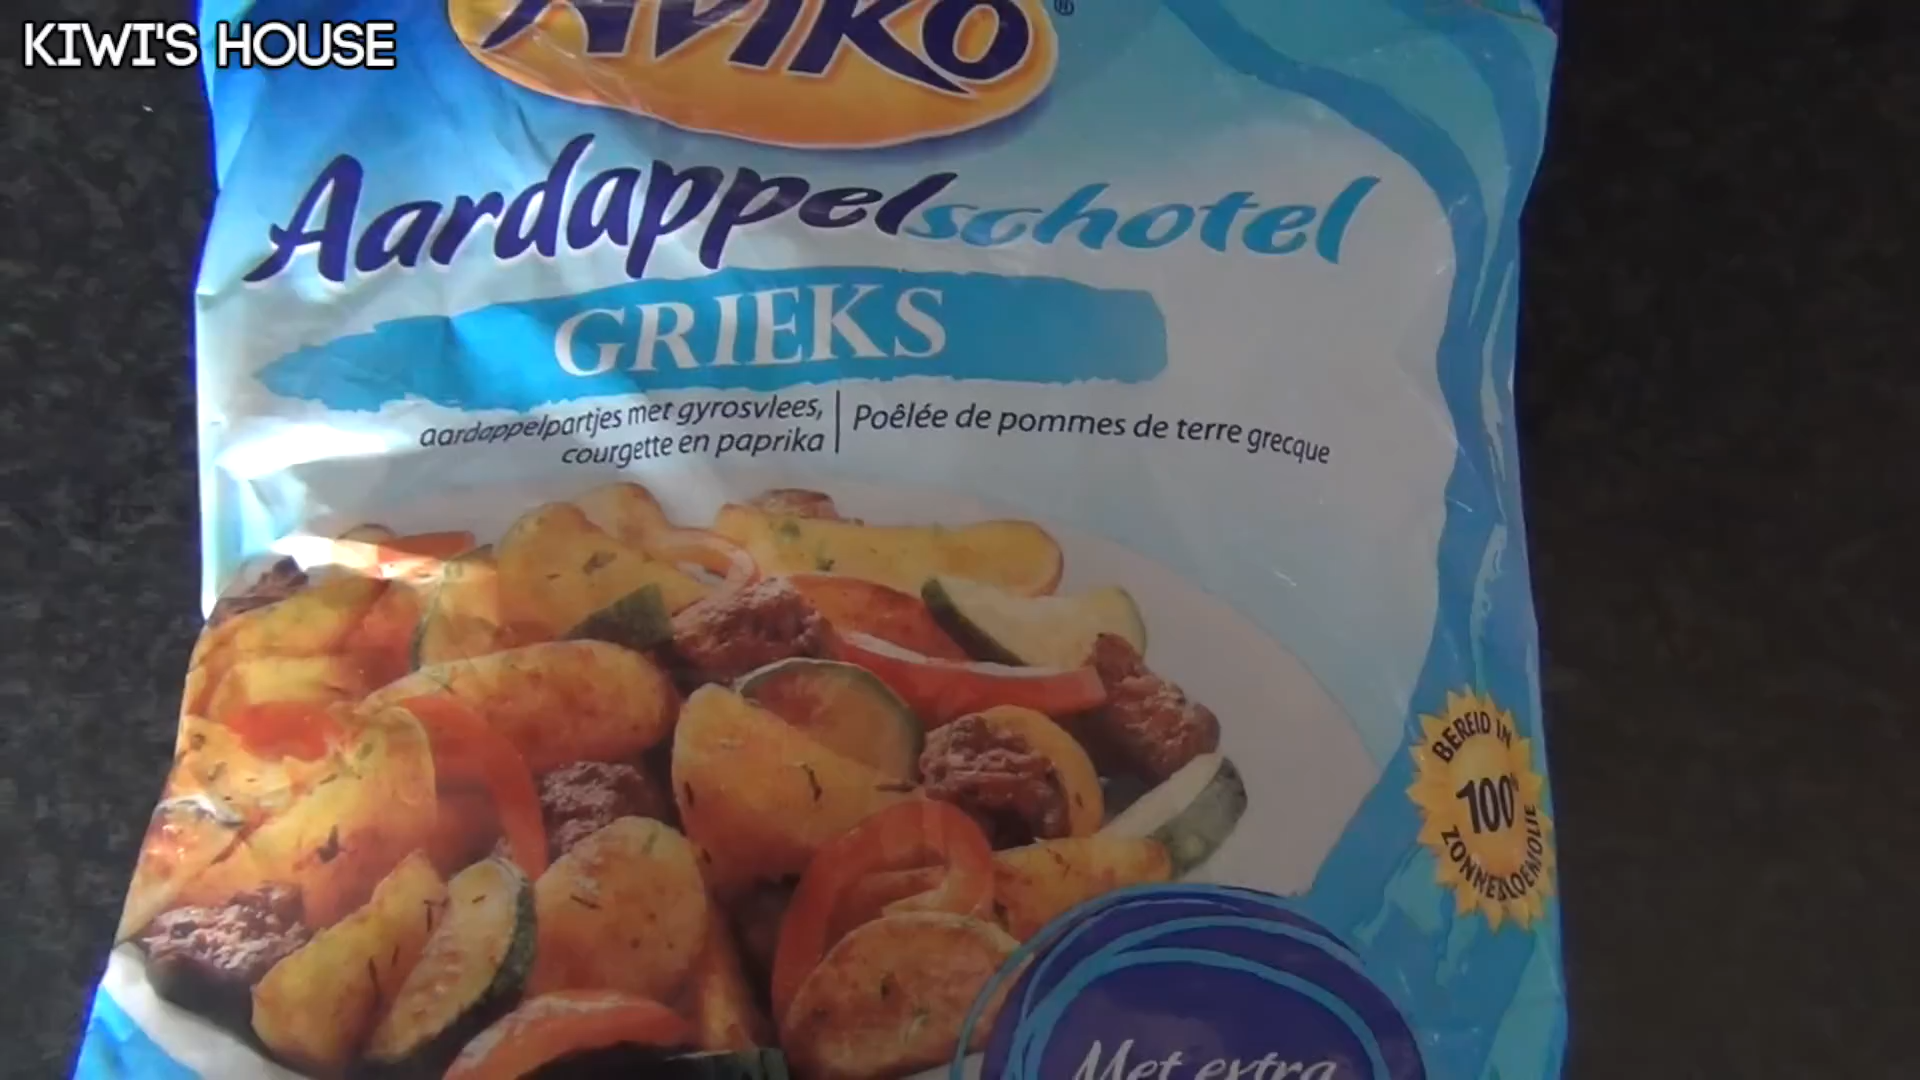 KIWI'S HOUSE
Aviko®
Aardappelschotel
GRIEKS
aardappelpartjes met gyrosvlees,
courgette en paprika
Poêlée de pommes de terre grecque
BEREID IN
100%
ZONNEBLOEMOLIE
Met extra